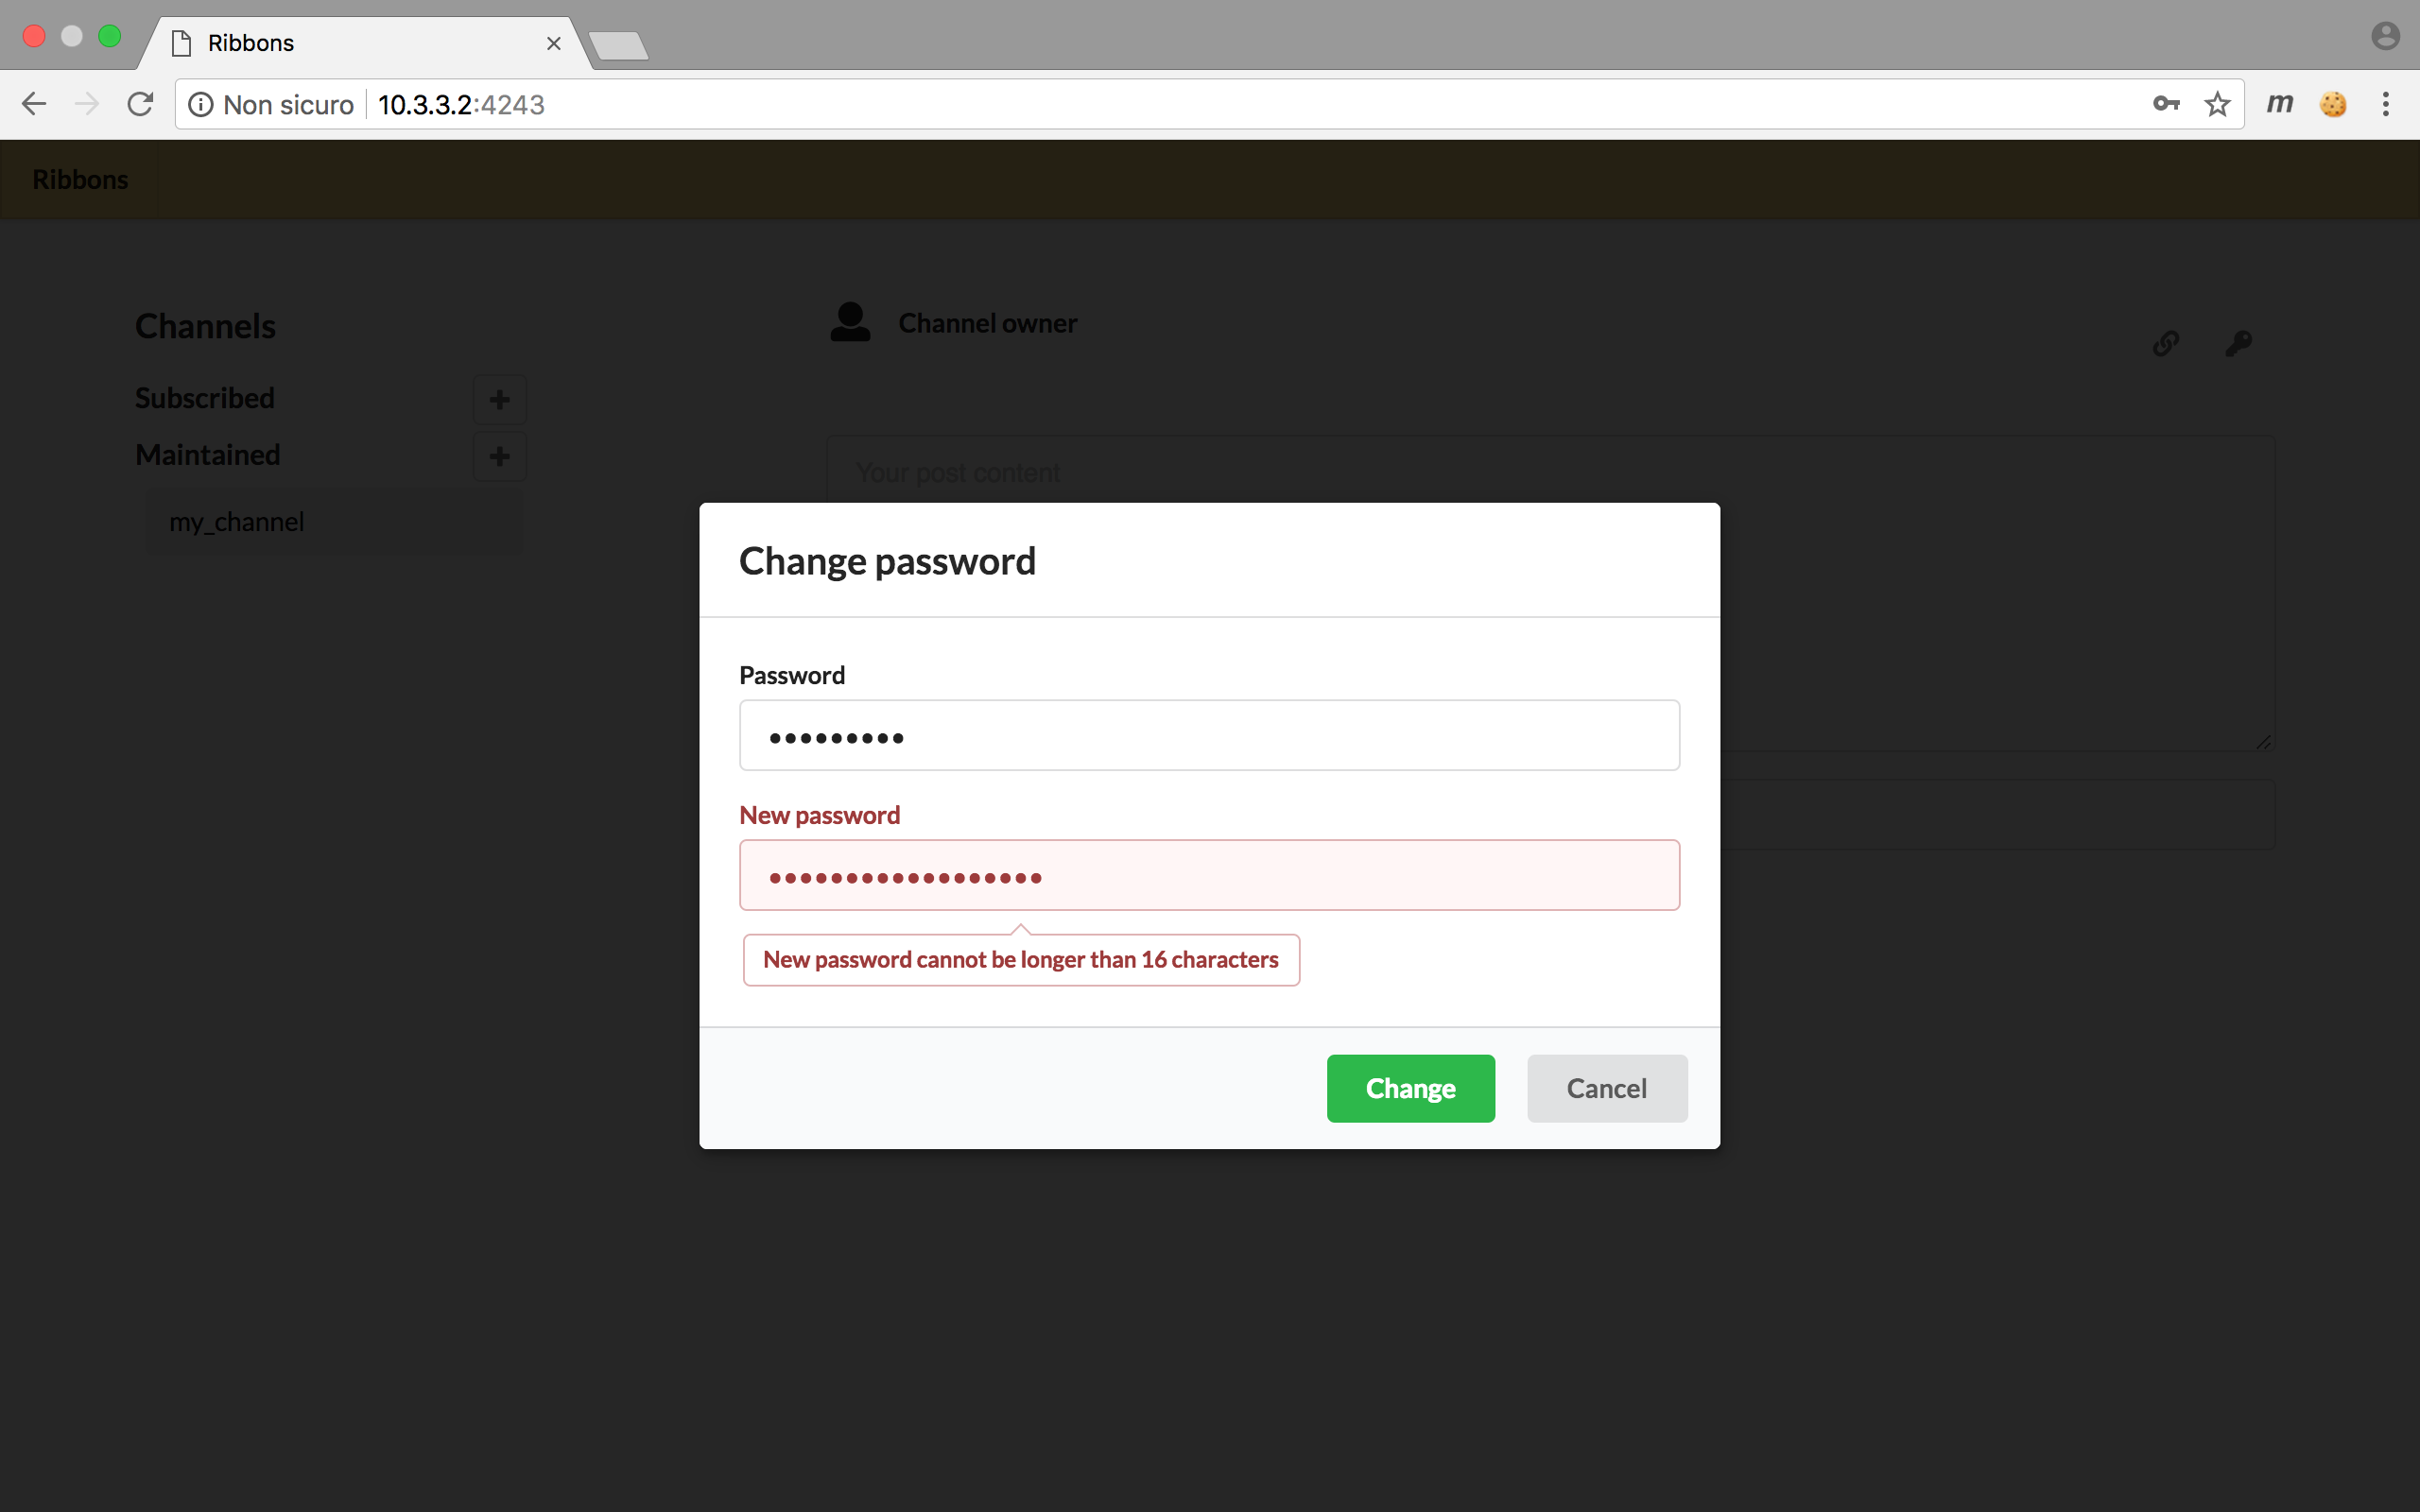 Ribbons
Non sicuro
10.3.3.2:4243
m
Ribbons
Channels
Channel owner
Subscribed
Maintained
my_channel
Your post content
Change password
Password
•••••••••
New password
••••••••••••••••••
New password cannot be longer than 16 characters
Change
Cancel